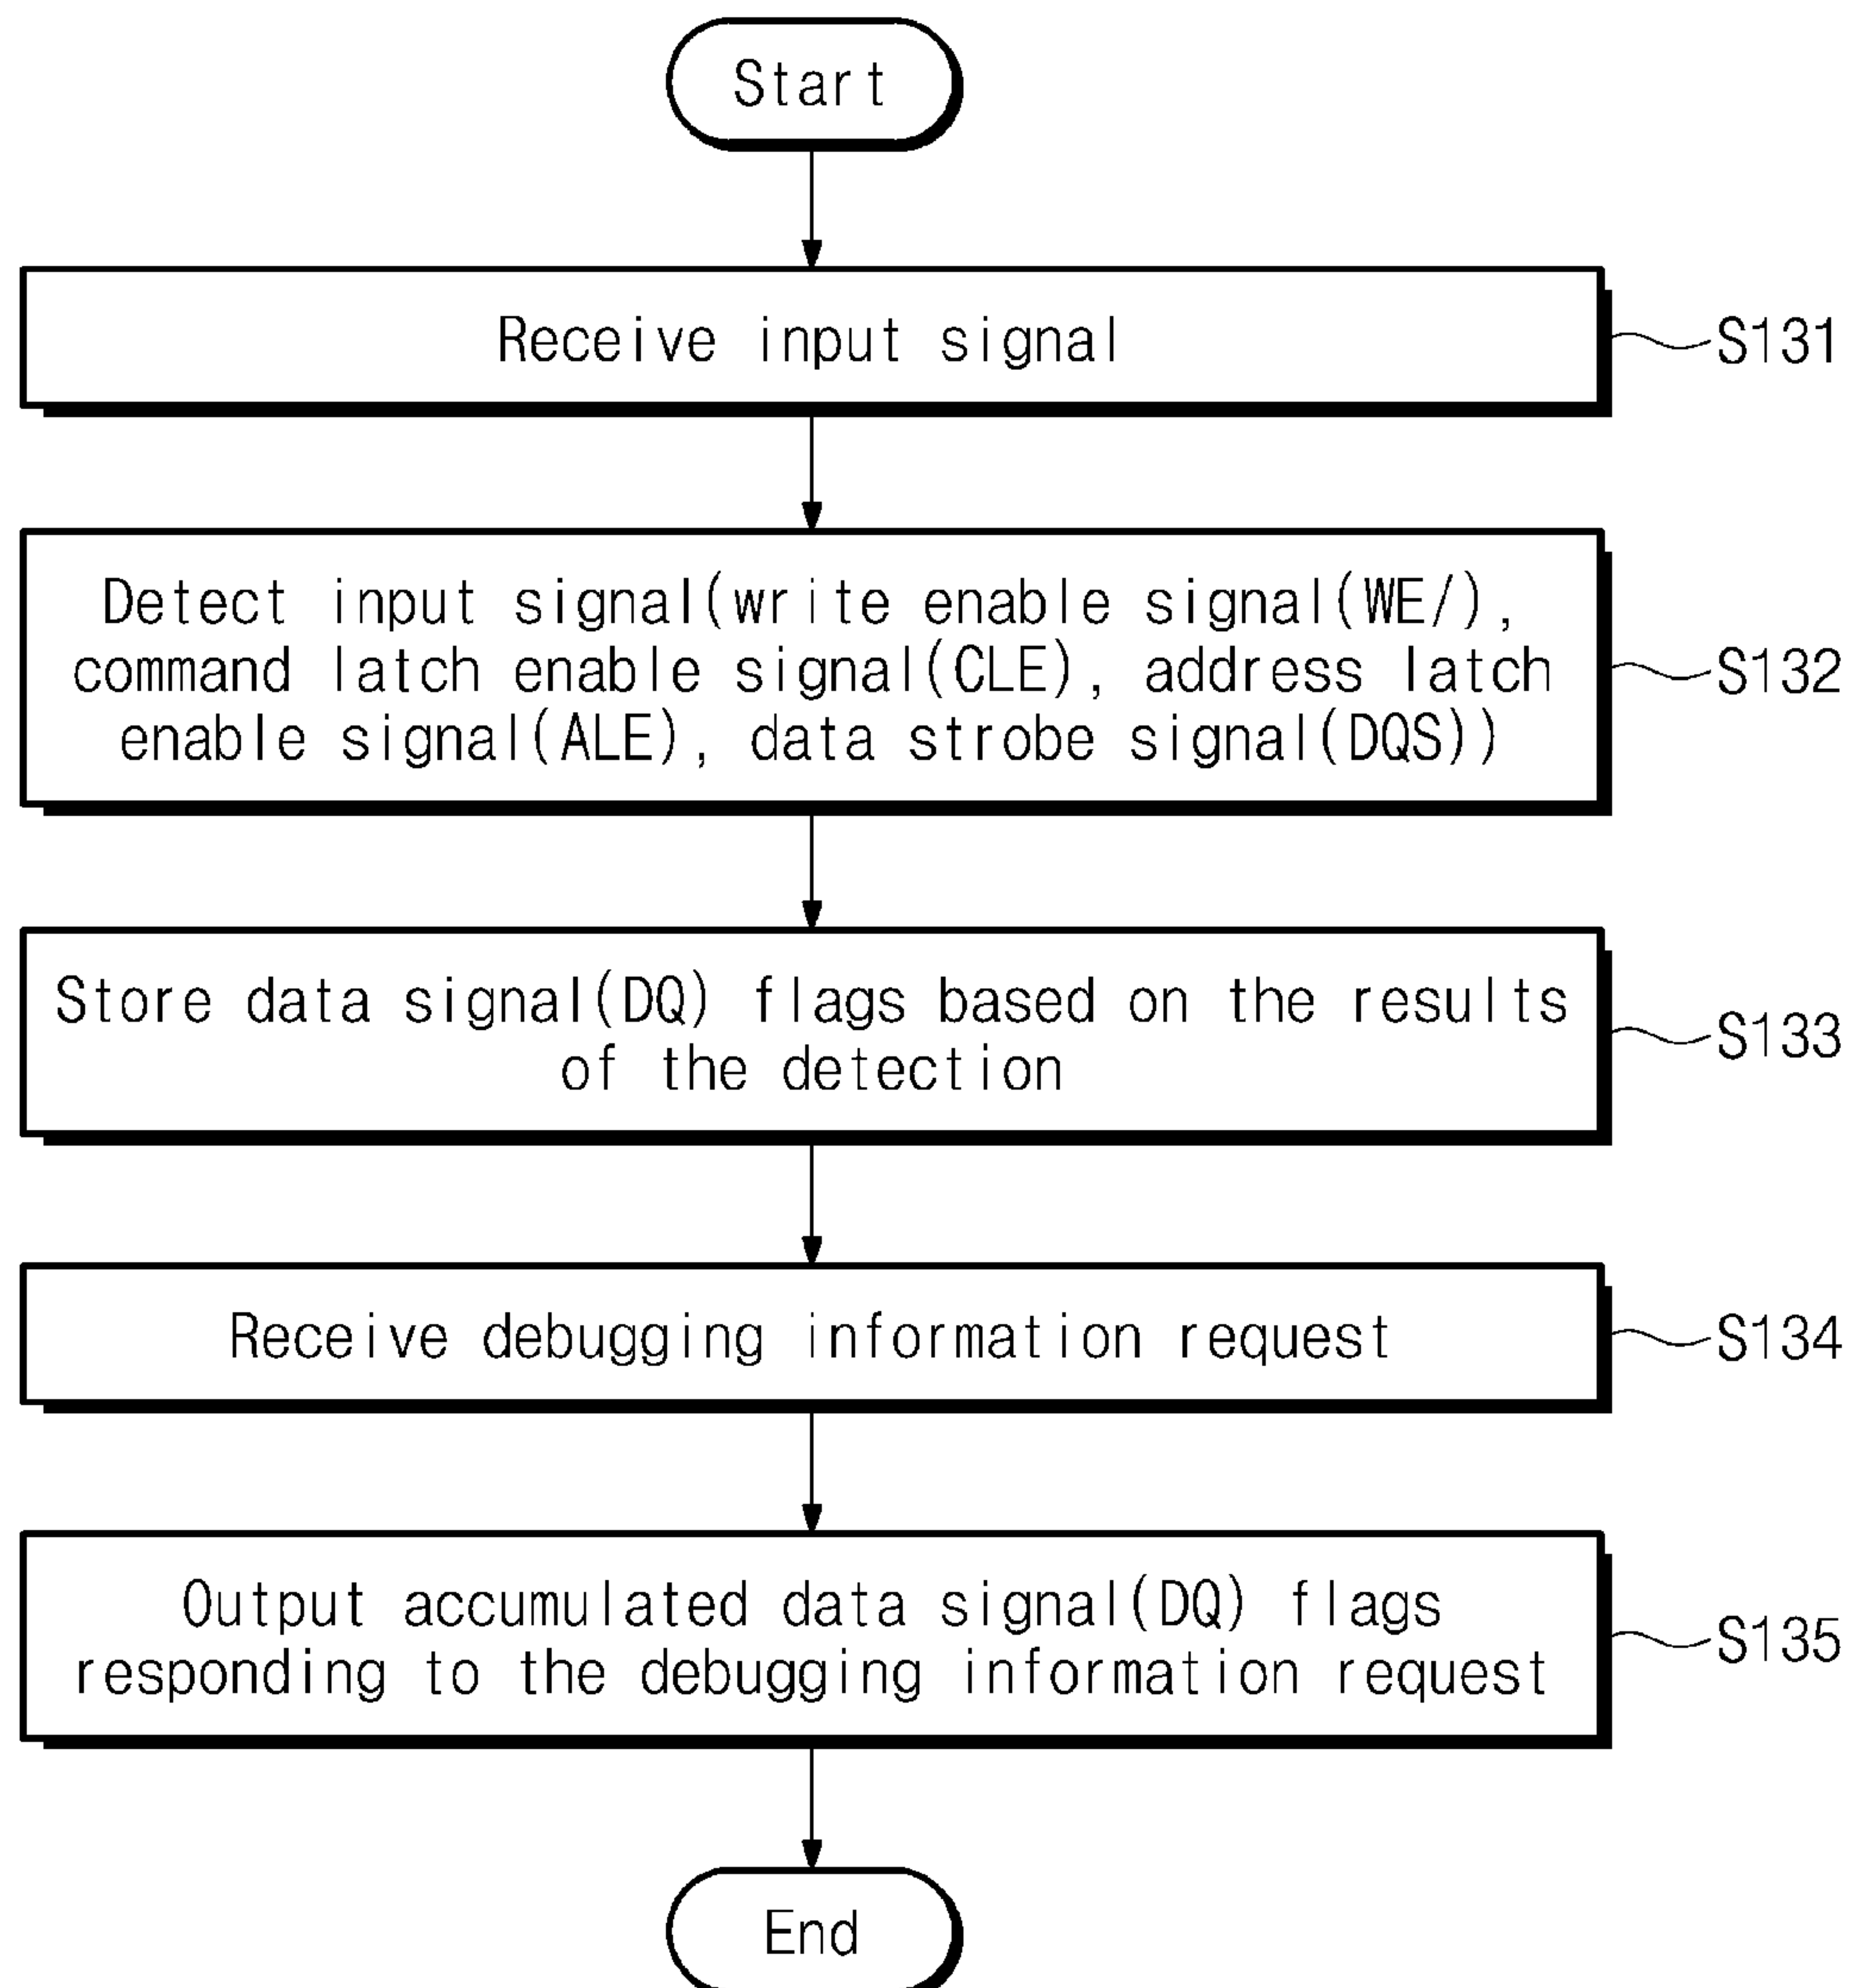 Start
Receive input signal
S131
Detect input signal(write enable signal(WE/),
command latch enable signal(CLE), address latch
enable signal(ALE), data strobe signal(DQS))
S132
Store data signal(DQ) flags based on the results
of the detection
S133
Receive debugging information request
S134
Output accumulated data signal(DQ) flags
responding to the debugging information request
S135
End